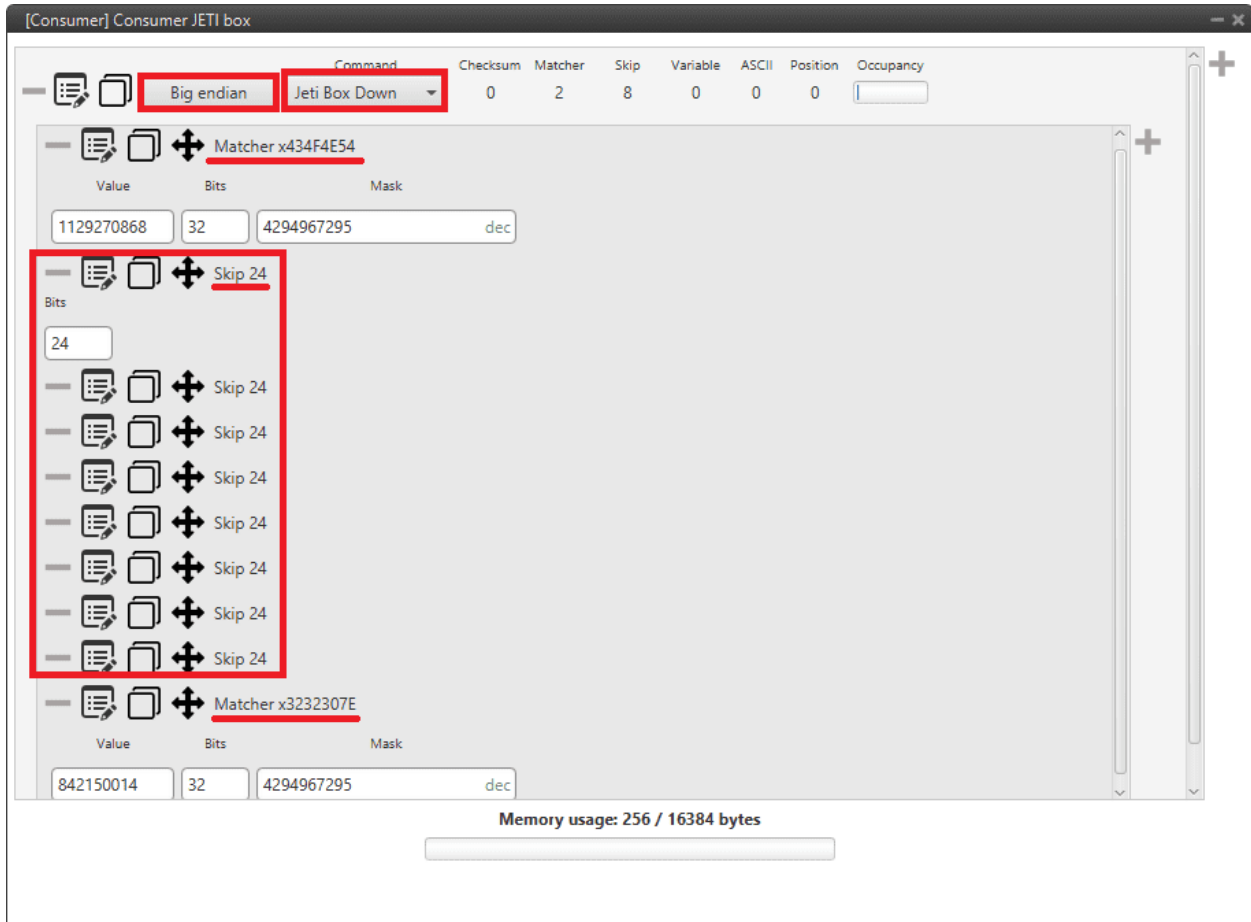 [Consumer] Consumer JETI box
Command Checksum Matcher Skip Variable ASCII Position Occupancy
Big endian Jeti Box Down 0 2 8 0 0 0
Matcher x434F4E54
Value Bits Mask
1129270868 32 4294967295 dec
Skip 24
Bits
24
Skip 24
Skip 24
Skip 24
Skip 24
Skip 24
Skip 24
Skip 24
Matcher x3232307E
Value Bits Mask
842150014 32 4294967295 dec
Memory usage: 256 / 16384 bytes